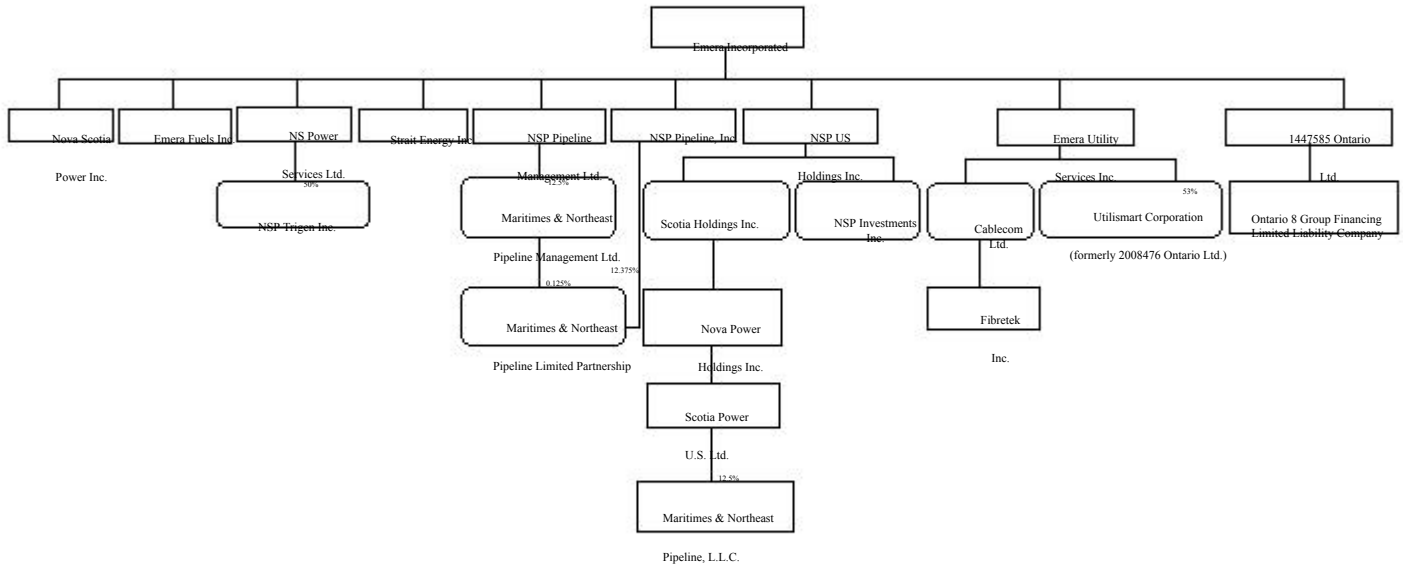 Emera Incorporated
Nova Scotia
Power Inc.
Emera Fuels Inc.
NS Power
Services Ltd.
Strait Energy Inc.
NSP Pipeline
Management Ltd.
NSP Pipeline, Inc.
NSP US
Holdings Inc.
Emera Utility
Services Inc.
1447585 Ontario
Ltd.
50%
NSP Trigen Inc.
12.5%
Maritimes & Northeast
Pipeline Management Ltd.
12.375%
0.125%
Maritimes & Northeast
Pipeline Limited Partnership
Scotia Holdings Inc.
NSP Investments
Inc.
Cablecom
Ltd.
53%
Utilismart Corporation
(formerly 2008476 Ontario Ltd.)
Ontario 8 Group Financing
Limited Liability Company
Nova Power
Holdings Inc.
Fibretek
Inc.
Scotia Power
U.S. Ltd.
12.5%
Maritimes & Northeast
Pipeline, L.L.C.